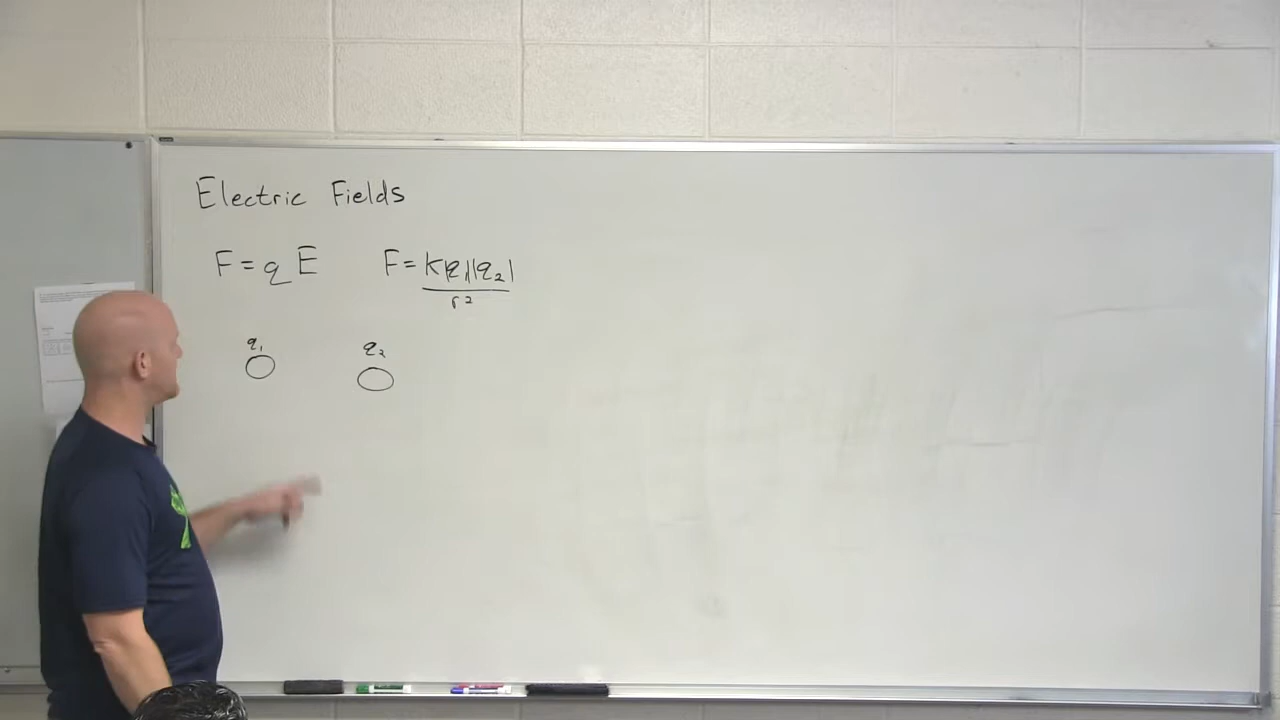 Electric Fields
F = q E F = k|q₁||q₂|
r²
q₁ q₂